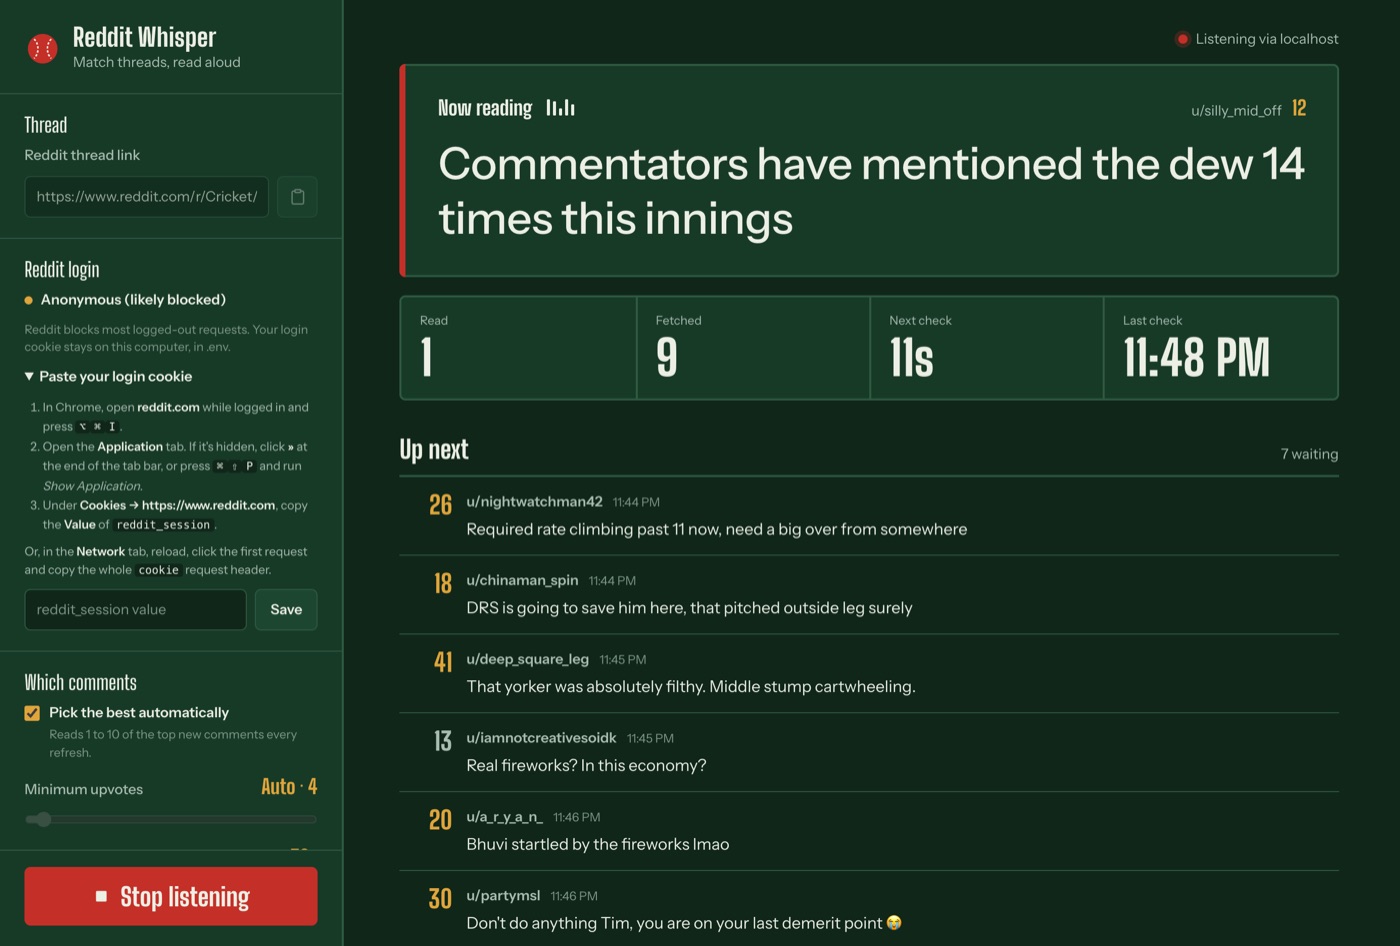 Reddit Whisper
Match threads, read aloud
Thread
Reddit thread link
https://www.reddit.com/r/Cricket/
Reddit login
Anonymous (likely blocked)
Reddit blocks most logged-out requests. Your login
cookie stays on this computer, in .env.
▼ Paste your login cookie
1. In Chrome, open reddit.com while logged in and
press ⌥ ⌘ I .
2. Open the Application tab. If it's hidden, click » at
the end of the tab bar, or press ⌘ ⇧ P and run
Show Application.
3. Under Cookies → https://www.reddit.com, copy
the Value of reddit_session .
Or, in the Network tab, reload, click the first request
and copy the whole cookie request header.
reddit_session value
Save
Which comments
Pick the best automatically
Reads 1 to 10 of the top new comments every
refresh.
Minimum upvotes
Auto · 4
Stop listening
Listening via localhost
Now reading
u/silly_mid_off 12
Commentators have mentioned the dew 14
times this innings
Read
1
Fetched
9
Next check
11s
Last check
11:48 PM
Up next
7 waiting
26 u/nightwatchman42 11:44 PM
Required rate climbing past 11 now, need a big over from somewhere
18 u/chinaman_spin 11:44 PM
DRS is going to save him here, that pitched outside leg surely
41 u/deep_square_leg 11:45 PM
That yorker was absolutely filthy. Middle stump cartwheeling.
13 u/iamnotcreativesoidk 11:45 PM
Real fireworks? In this economy?
20 u/a_r_y_a_n_ 11:46 PM
Bhuvi startled by the fireworks lmao
30 u/partymsl 11:46 PM
Don't do anything Tim, you are on your last demerit point 😭